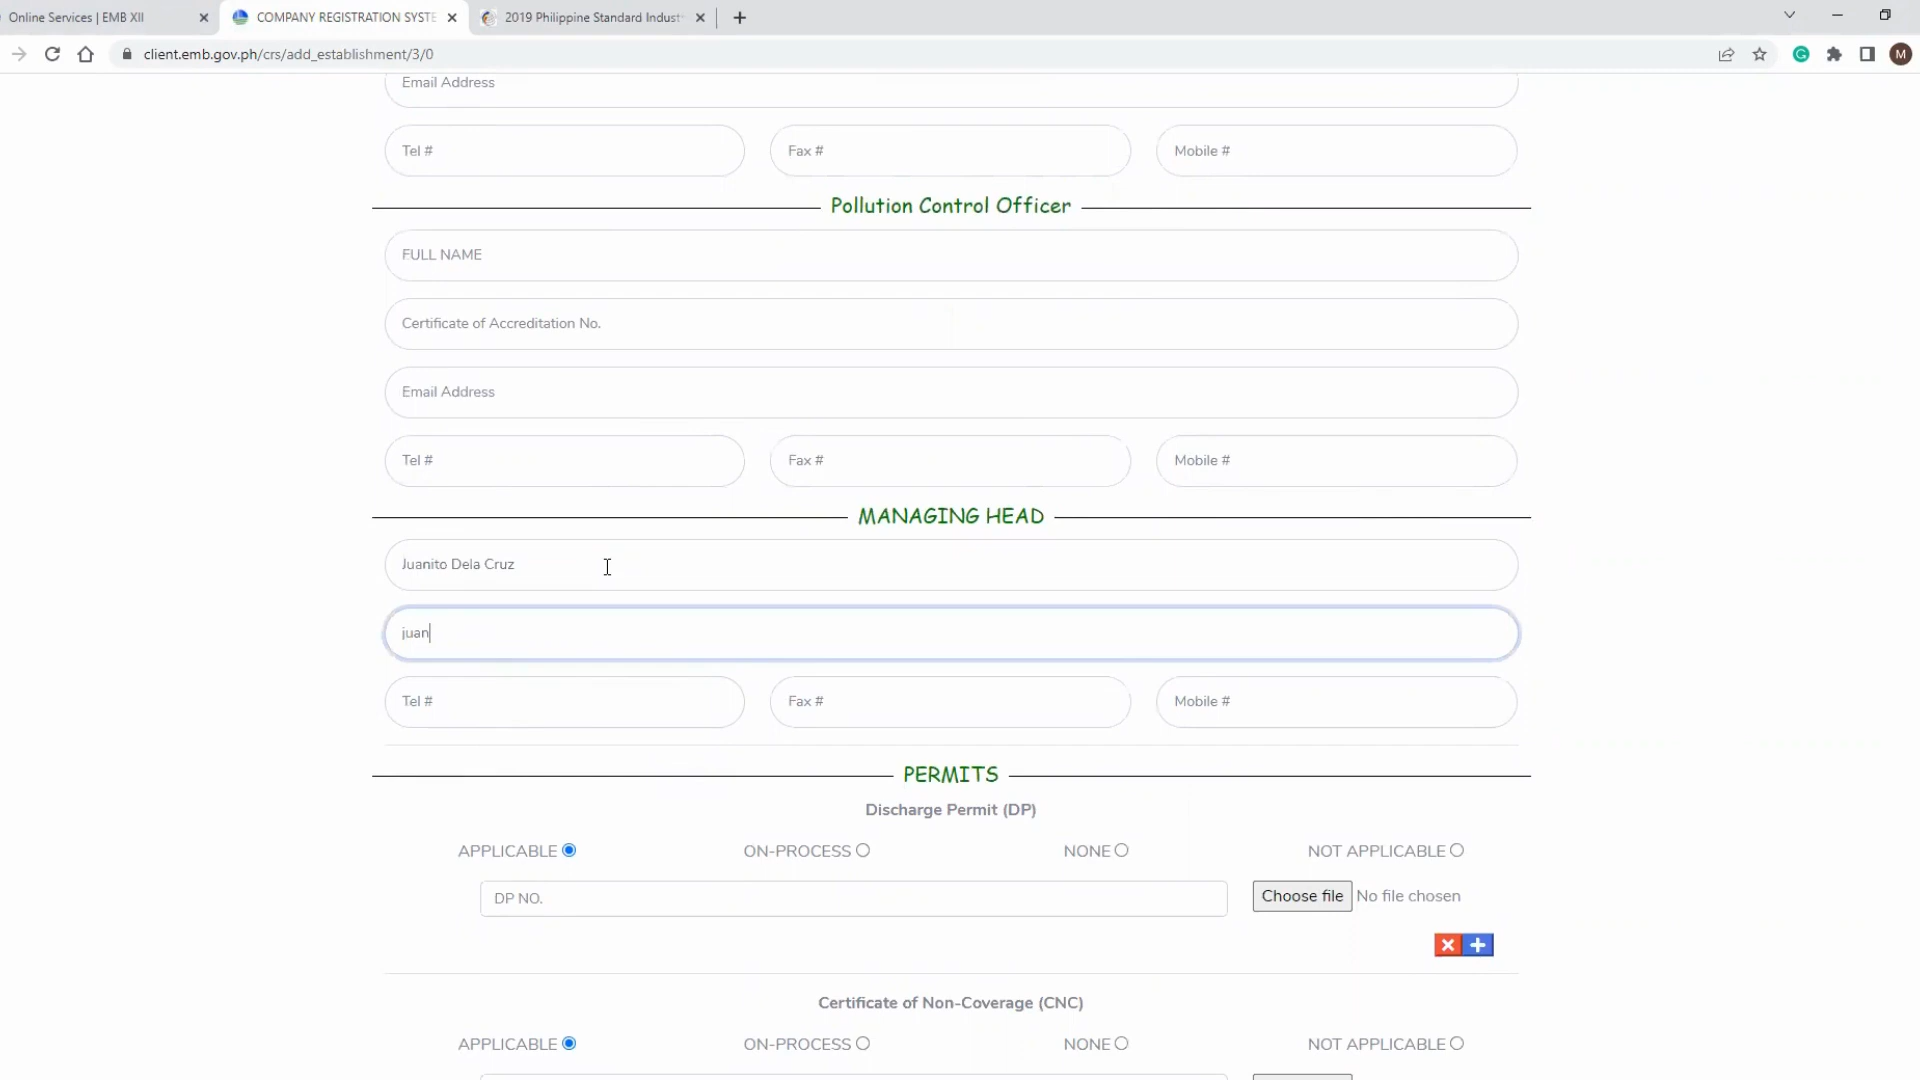 Online Services | EMB XII
COMPANY REGISTRATION SYSTE
2019 Philippine Standard Indust
client.emb.gov.ph/crs/add_establishment/3/0
M
Email Address
Tel # Fax # Mobile #
Pollution Control Officer
FULL NAME
Certificate of Accreditation No.
Email Address
Tel # Fax # Mobile #
MANAGING HEAD
Juanito Dela Cruz
juan
Tel # Fax # Mobile #
PERMITS
Discharge Permit (DP)
APPLICABLE ON-PROCESS NONE NOT APPLICABLE
DP NO. Choose file No file chosen
Certificate of Non-Coverage (CNC)
APPLICABLE ON-PROCESS NONE NOT APPLICABLE